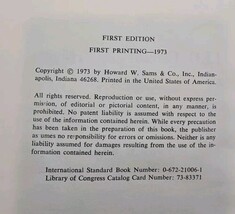 FIRST EDITION
FIRST PRINTING—1973
Copyright © 1973 by Howard W. Sams & Co., Inc., Indian-
apolis, Indiana 46268. Printed in the United States of America.
All rights reserved. Reproduction or use, without express per-
mission, of editorial or pictorial content, in any manner, is
prohibited. No patent liability is assumed with respect to
the use of the information contained herein. While every precaution
has been taken in the preparation of this book, the publisher
assumes no responsibility for errors or omissions. Neither is any
liability assumed for damages resulting from the use of the in-
formation contained herein.
International Standard Book Number: 0-672-21006-1
Library of Congress Catalog Card Number: 73-83371